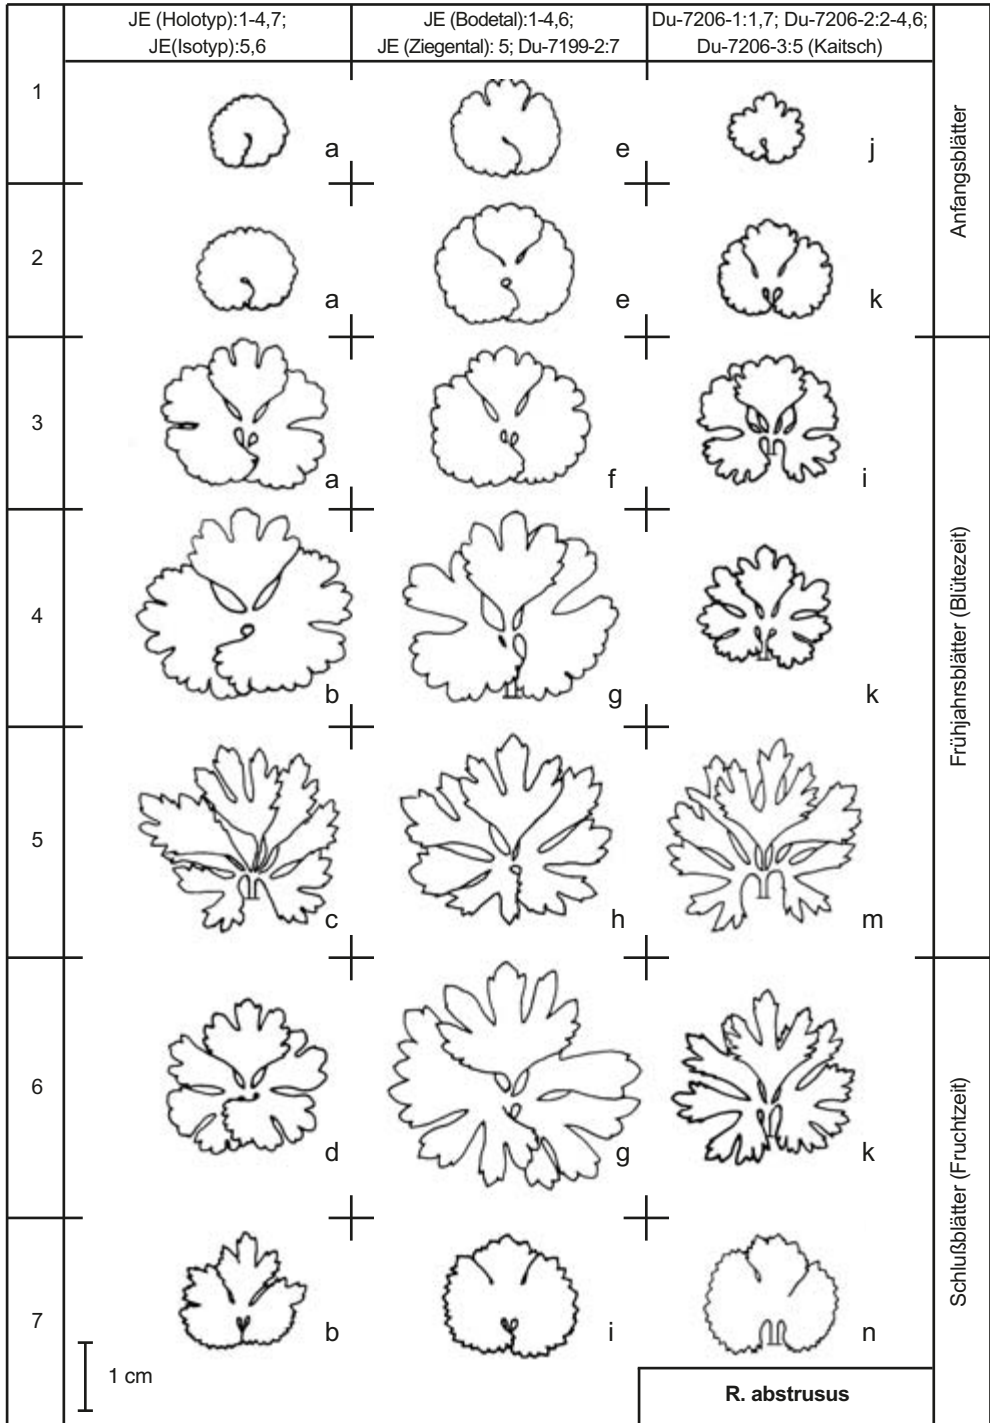 JE (Holotyp):1-4,7;
JE(Isotyp):5,6
JE (Bodetal):1-4,6;
JE (Ziegental): 5; Du-7199-2:7
Du-7206-1:1,7; Du-7206-2:2-4,6;
Du-7206-3:5 (Kaitsch)
1
a
e
j
Anfangsblätter
2
a
e
k
3
a
f
i
Frühjahrsblätter (Blütezeit)
4
b
g
k
5
c
h
m
6
d
g
k
Schlußblätter (Fruchtzeit)
7
b
i
n
1 cm
R. abstrusus